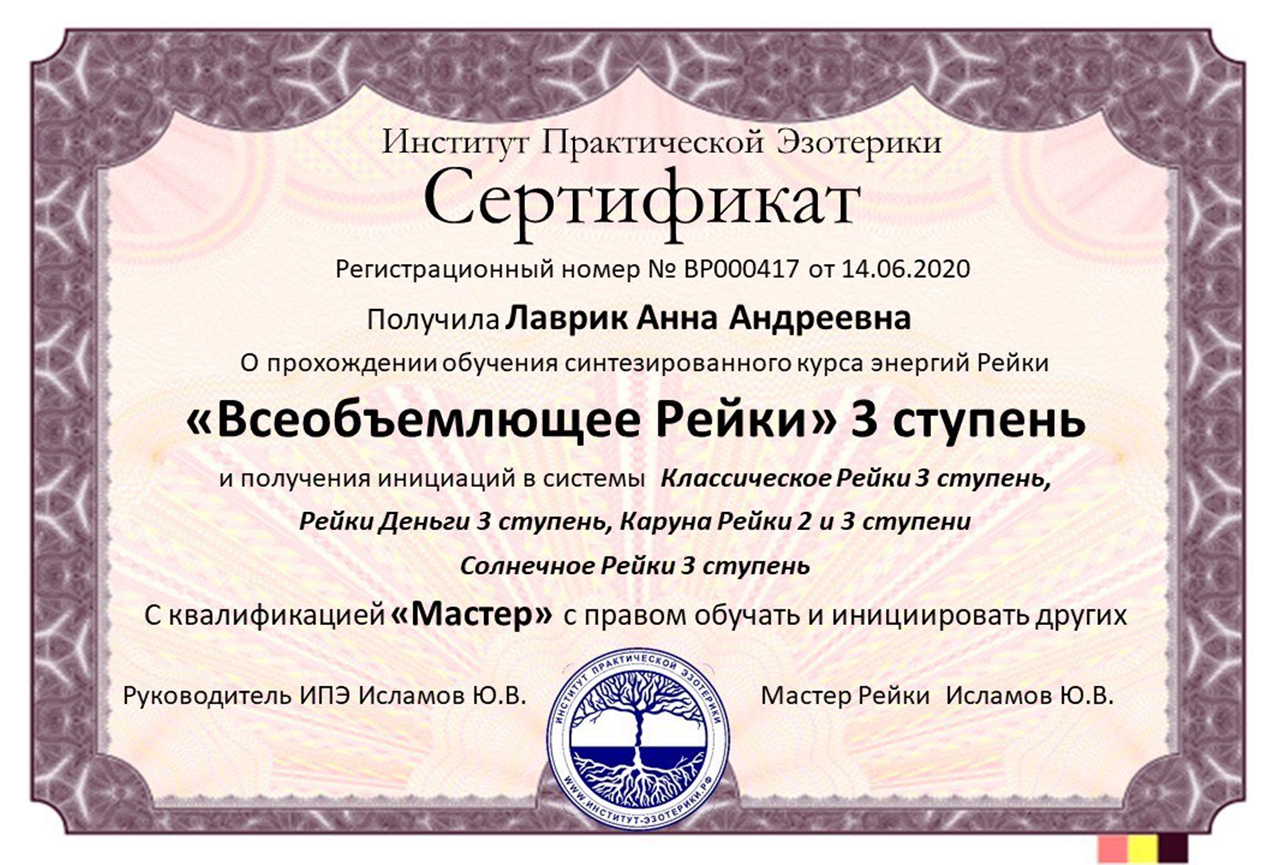 Институт Практической Эзотерики
Сертификат
Регистрационный номер № ВР000417 от 14.06.2020
Получила Лаврик Анна Андреевна
О прохождении обучения синтезированного курса энергий Рейки
«Всеобъемлющее Рейки» 3 ступень
и получения инициаций в системы Классическое Рейки 3 ступень,
Рейки Деньги 3 ступень, Каруна Рейки 2 и 3 ступени
Солнечное Рейки 3 ступень
С квалификацией «Мастер» с правом обучать и инициировать других
Руководитель ИПЭ Исламов Ю.В.
Мастер Рейки Исламов Ю.В.
ИНСТИТУТ ПРАКТИЧЕСКОЙ ЭЗОТЕРИКИ
WWW.ИНСТИТУТ-ЭЗОТЕРИКИ.РФ